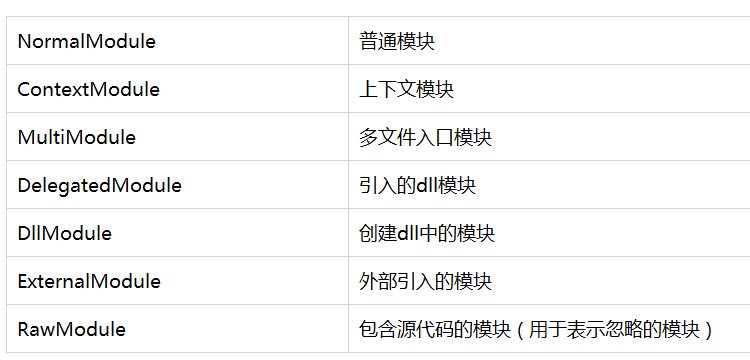 NormalModule 普通模块
ContextModule 上下文模块
MultiModule 多文件入口模块
DelegatedModule 引入的dll模块
DllModule 创建dll中的模块
ExternalModule 外部引入的模块
RawModule 包含源代码的模块（用于表示忽略的模块）